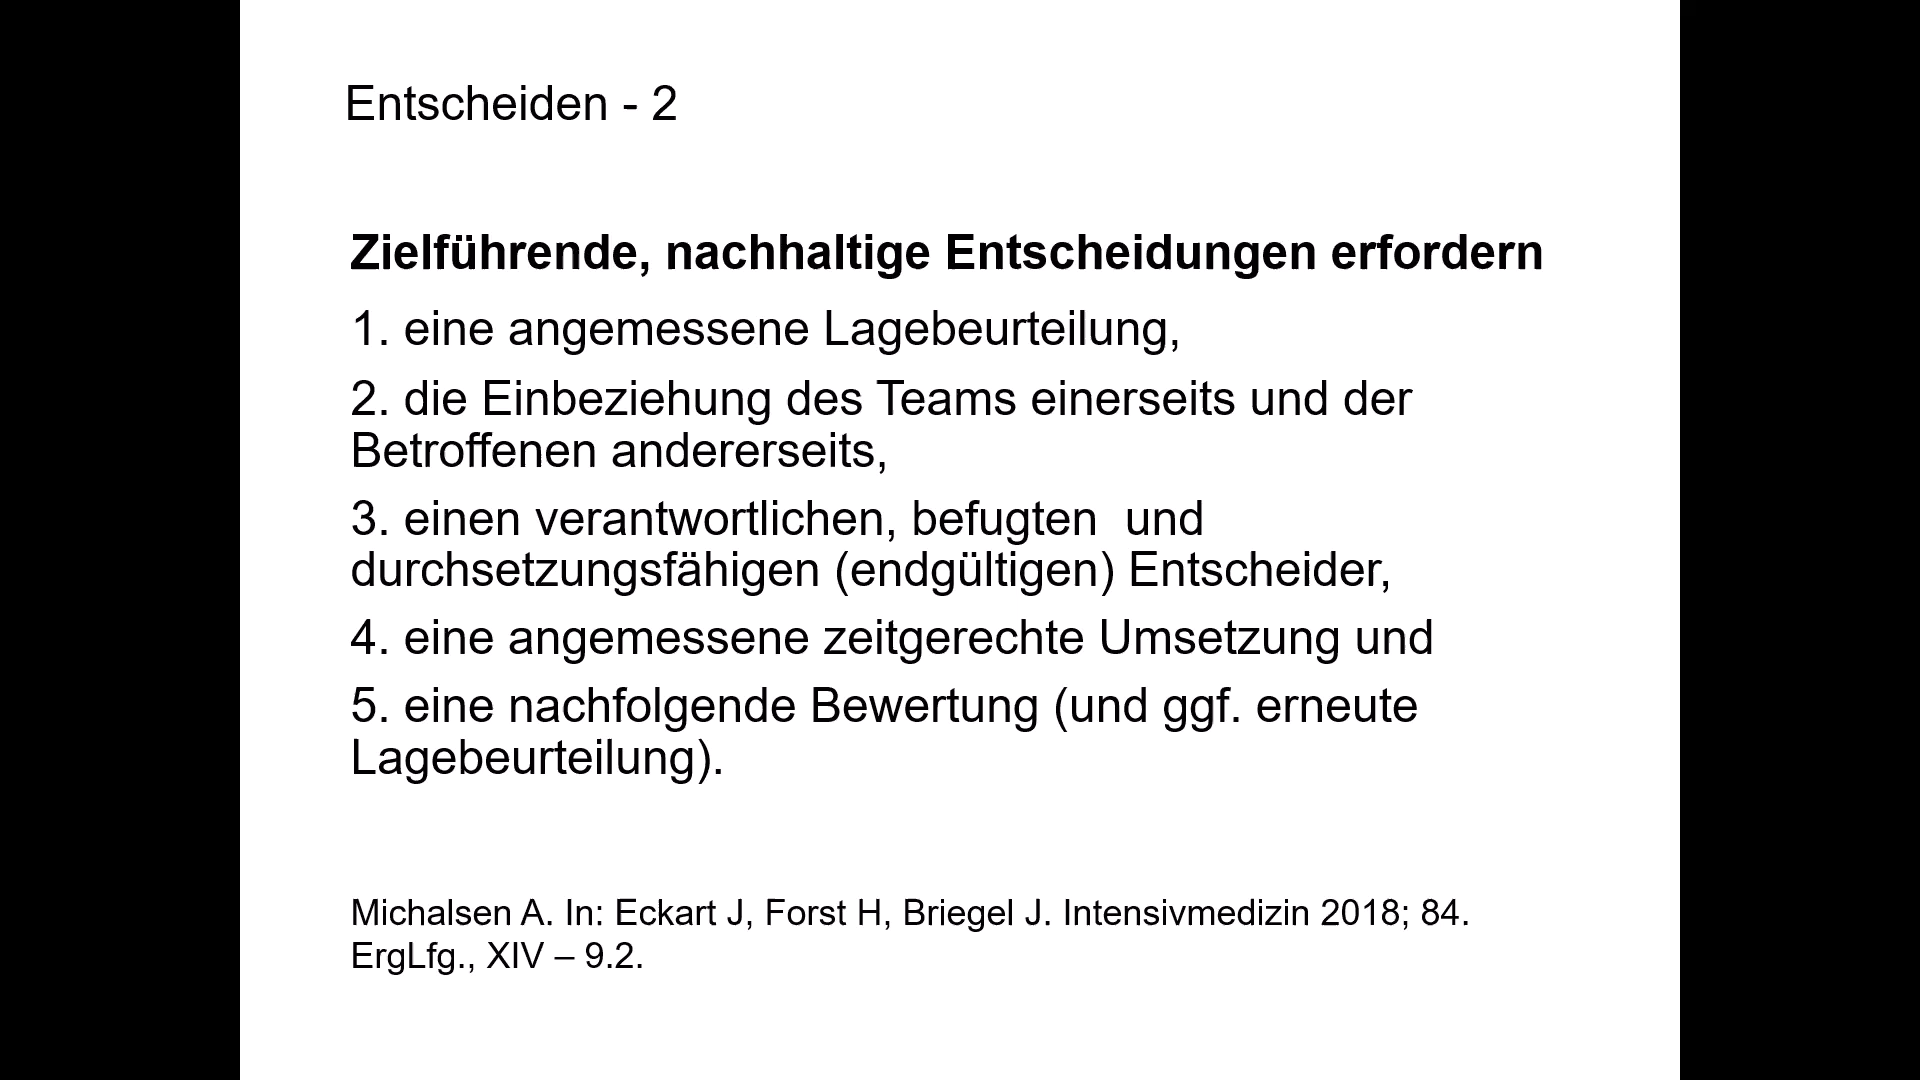 Entscheiden - 2
Zielführende, nachhaltige Entscheidungen erfordern
1. eine angemessene Lagebeurteilung,
2. die Einbeziehung des Teams einerseits und der
Betroffenen andererseits,
3. einen verantwortlichen, befugten  und
durchsetzungsfähigen (endgültigen) Entscheider,
4. eine angemessene zeitgerechte Umsetzung und
5. eine nachfolgende Bewertung (und ggf. erneute
Lagebeurteilung).
Michalsen A. In: Eckart J, Forst H, Briegel J. Intensivmedizin 2018; 84.
ErgLfg., XIV – 9.2.